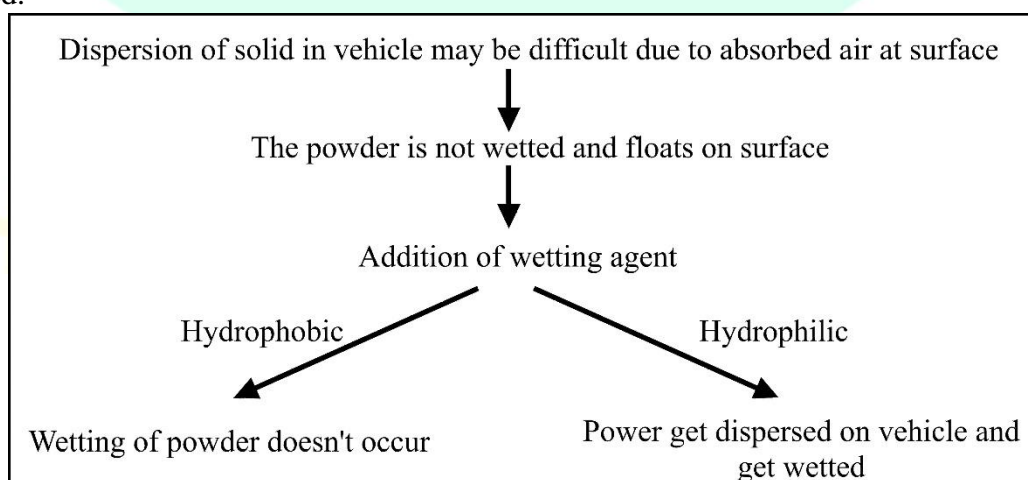 d.
Dispersion of solid in vehicle may be difficult due to absorbed air at surface
The powder is not wetted and floats on surface
Addition of wetting agent
Hydrophobic
Hydrophilic
Wetting of powder doesn't occur
Power get dispersed on vehicle and
get wetted